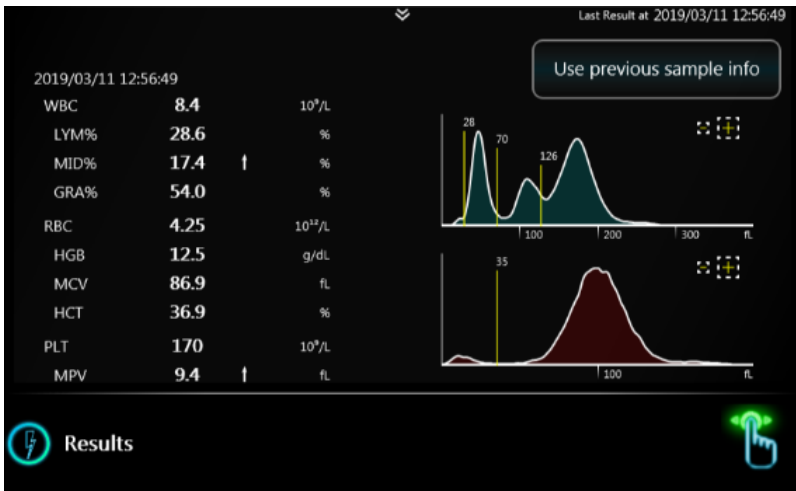 Last Result at 2019/03/11 12:56:49
Use previous sample info
2019/03/11 12:56:49
WBC 8.4 10⁹/L
LYM% 28.6 %
MID% 17.4 %
GRA% 54.0 %
RBC 4.25 10¹²/L
HGB 12.5 g/dL
MCV 86.9 fL
HCT 36.9 %
PLT 170 10⁹/L
MPV 9.4 fL
28
70
126
100 200 300 fL
35
100 fL
Results